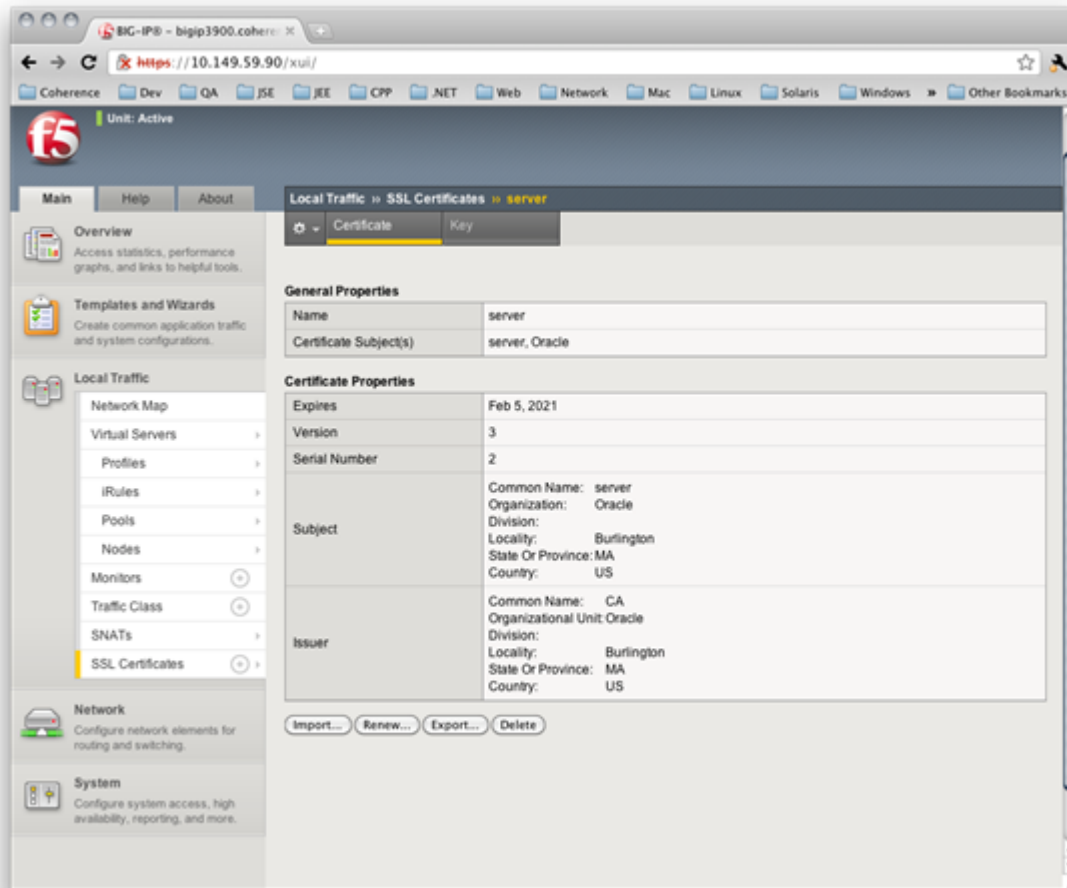 BIG-IP® - bigip3900.cohere
https://10.149.59.90/xui/
Coherence Dev QA JSE JEE CPP .NET Web Network Mac Linux Solaris Windows » Other Bookmarks
f5
Unit: Active
Main Help About
Local Traffic » SSL Certificates » server
Certificate Key
Overview
Access statistics, performance
graphs, and links to helpful tools.
Templates and Wizards
Create common application traffic
and system configurations.
Local Traffic
Network Map
Virtual Servers
Profiles
iRules
Pools
Nodes
Monitors
Traffic Class
SNATs
SSL Certificates
Network
Configure network elements for
routing and switching.
System
Configure system access, high
availability, reporting, and more.
General Properties
Name server
Certificate Subject(s) server, Oracle
Certificate Properties
Expires Feb 5, 2021
Version 3
Serial Number 2
Subject
Common Name: server
Organization: Oracle
Division:
Locality: Burlington
State Or Province: MA
Country: US
Issuer
Common Name: CA
Organizational Unit: Oracle
Division:
Locality: Burlington
State Or Province: MA
Country: US
Import... Renew... Export... Delete